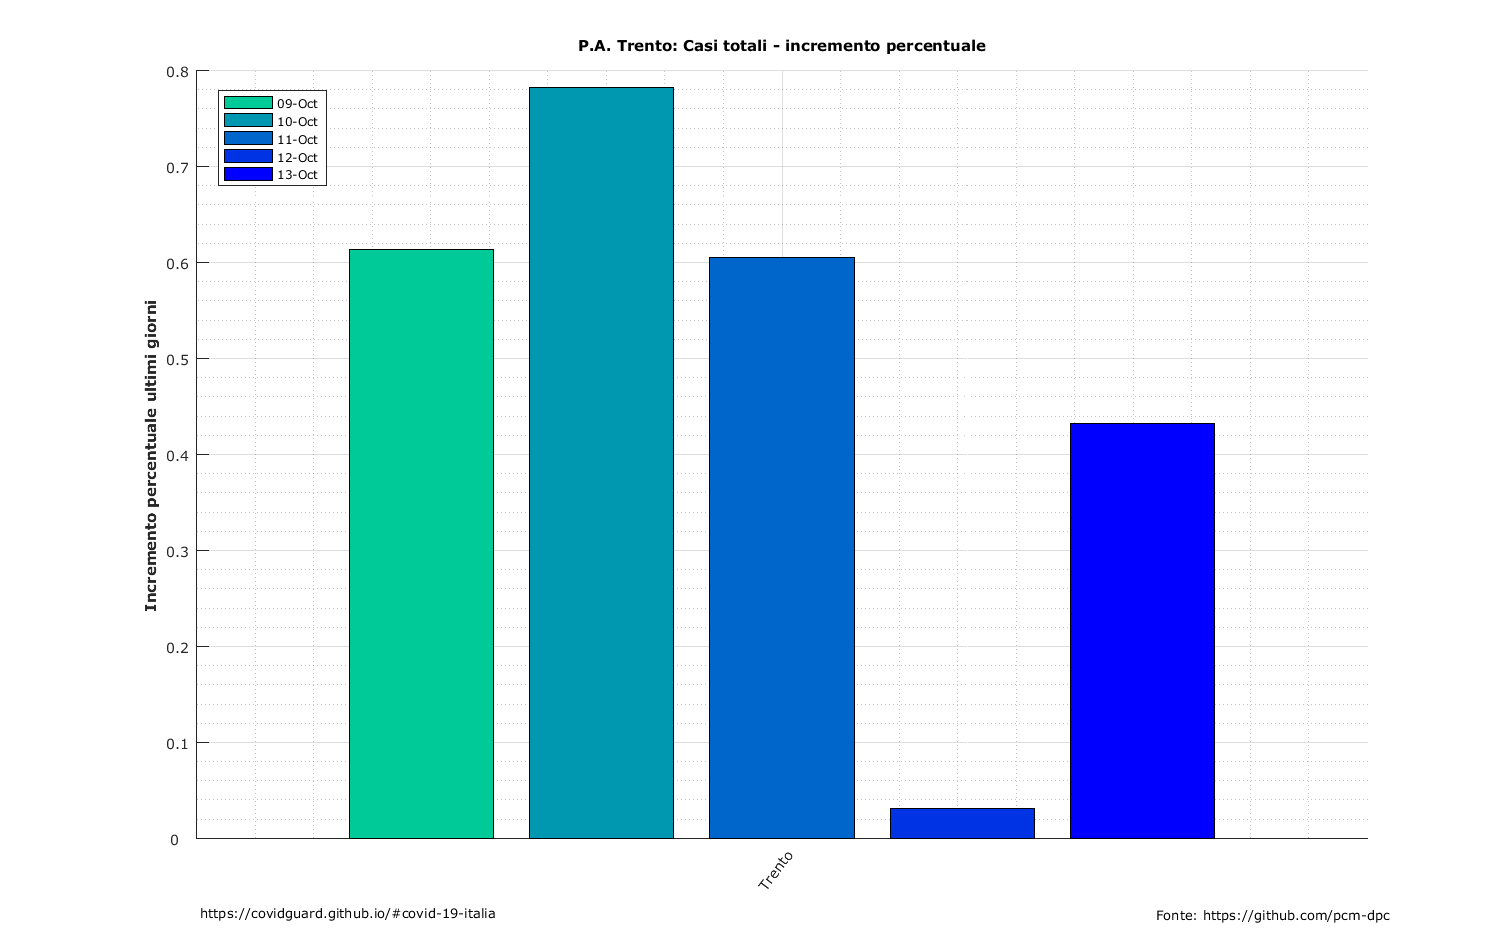 P.A. Trento: Casi totali - incremento percentuale
0.8
0.7
0.6
0.5
0.4
0.3
0.2
0.1
0
Incremento percentuale ultimi giorni
09-Oct
10-Oct
11-Oct
12-Oct
13-Oct
Trento
https://covidguard.github.io/#covid-19-italia
Fonte: https://github.com/pcm-dpc